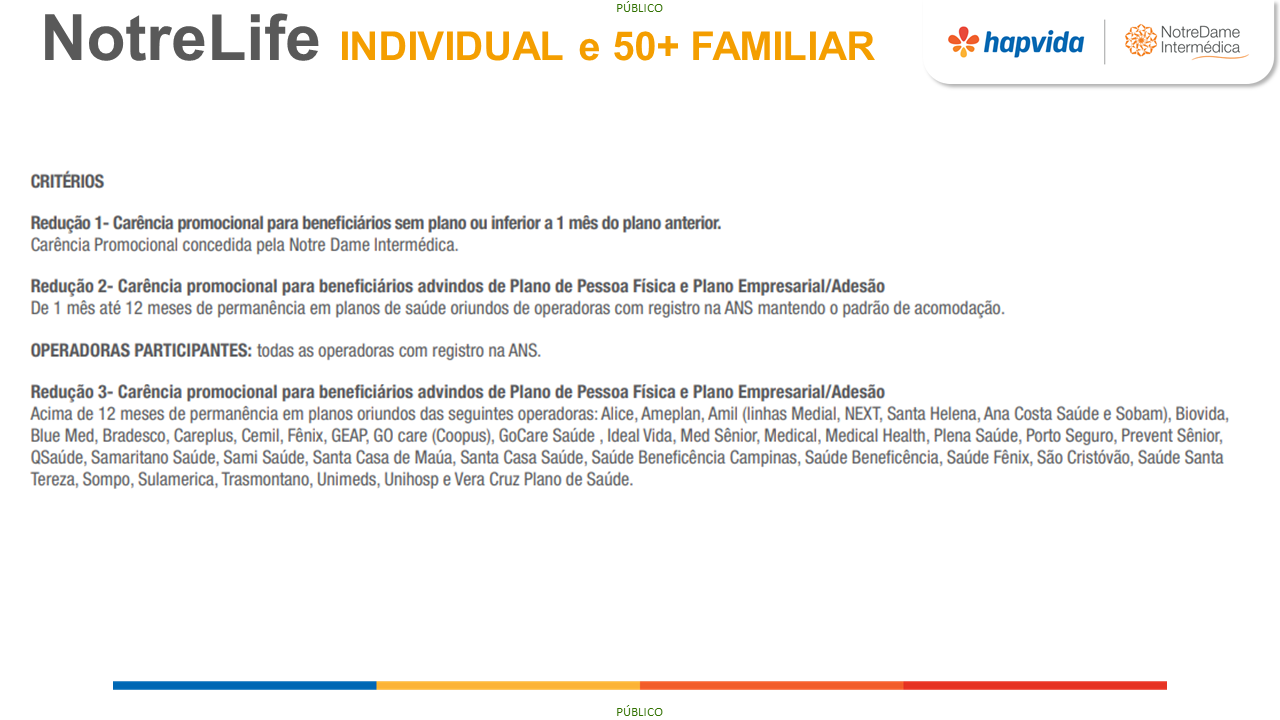 PÚBLICO
NotreLife INDIVIDUAL e 50+ FAMILIAR
hapvida
NotreDame
Intermédica
CRITÉRIOS
Redução 1- Carência promocional para beneficiários sem plano ou inferior a 1 mês do plano anterior.
Carência Promocional concedida pela Notre Dame Intermédica.
Redução 2- Carência promocional para beneficiários advindos de Plano de Pessoa Física e Plano Empresarial/Adesão
De 1 mês até 12 meses de permanência em planos de saúde oriundos de operadoras com registro na ANS mantendo o padrão de acomodação.
OPERADORAS PARTICIPANTES: todas as operadoras com registro na ANS.
Redução 3- Carência promocional para beneficiários advindos de Plano de Pessoa Física e Plano Empresarial/Adesão
Acima de 12 meses de permanência em planos oriundos das seguintes operadoras: Alice, Ameplan, Amil (linhas Medial, NEXT, Santa Helena, Ana Costa Saúde e Sobam), Biovida,
Blue Med, Bradesco, Careplus, Cemil, Fênix, GEAP, GO care (Coopus), GoCare Saúde , Ideal Vida, Med Sênior, Medical, Medical Health, Plena Saúde, Porto Seguro, Prevent Sênior,
QSaúde, Samaritano Saúde, Sami Saúde, Santa Casa de Maúa, Santa Casa Saúde, Saúde Beneficência Campinas, Saúde Beneficência, Saúde Fênix, São Cristóvão, Saúde Santa
Tereza, Sompo, Sulamerica, Trasmontano, Unimeds, Unihosp e Vera Cruz Plano de Saúde.
PÚBLICO